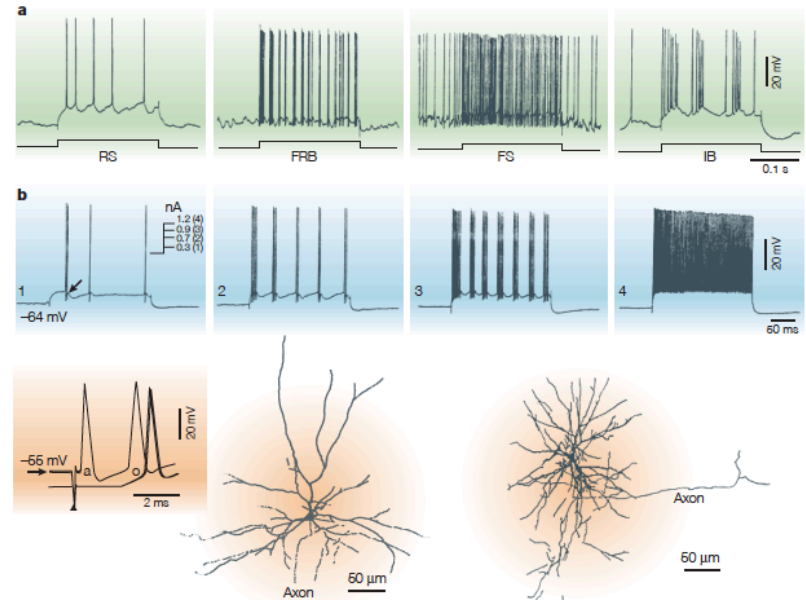 a
20 mV
RS
FRB
FS
IB
0.1 s
b
nA
1.2 (4)
0.9 (3)
0.7 (2)
0.3 (1)
1
2
3
4
20 mV
–64 mV
60 ms
20 mV
–55 mV
a
o
2 ms
Axon
50 µm
Axon
50 µm